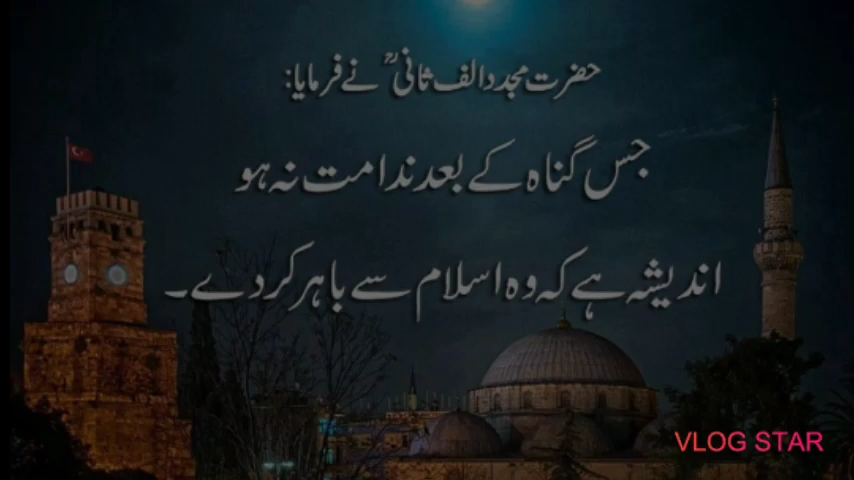 حضرت مجدد الف ثانیؒ نے فرمایا:
جس گناہ کے بعد ندامت نہ ہو
اندیشہ ہے کہ وہ اسلام سے باہر کر دے۔
VLOG STAR